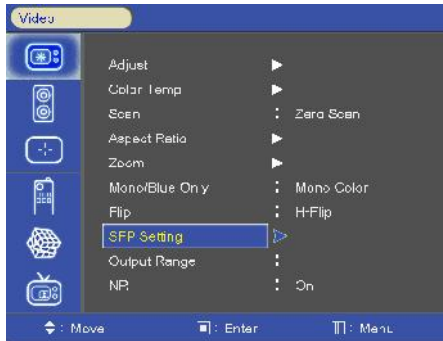 Video
Adjust
Color Temp
Scan : Zero Scan
Aspect Ratio
Zoom
Mono/Blue Only : Mono Color
Flip : H-Flip
SFP Setting
Output Range :
NR : On
: Move : Enter : Menu